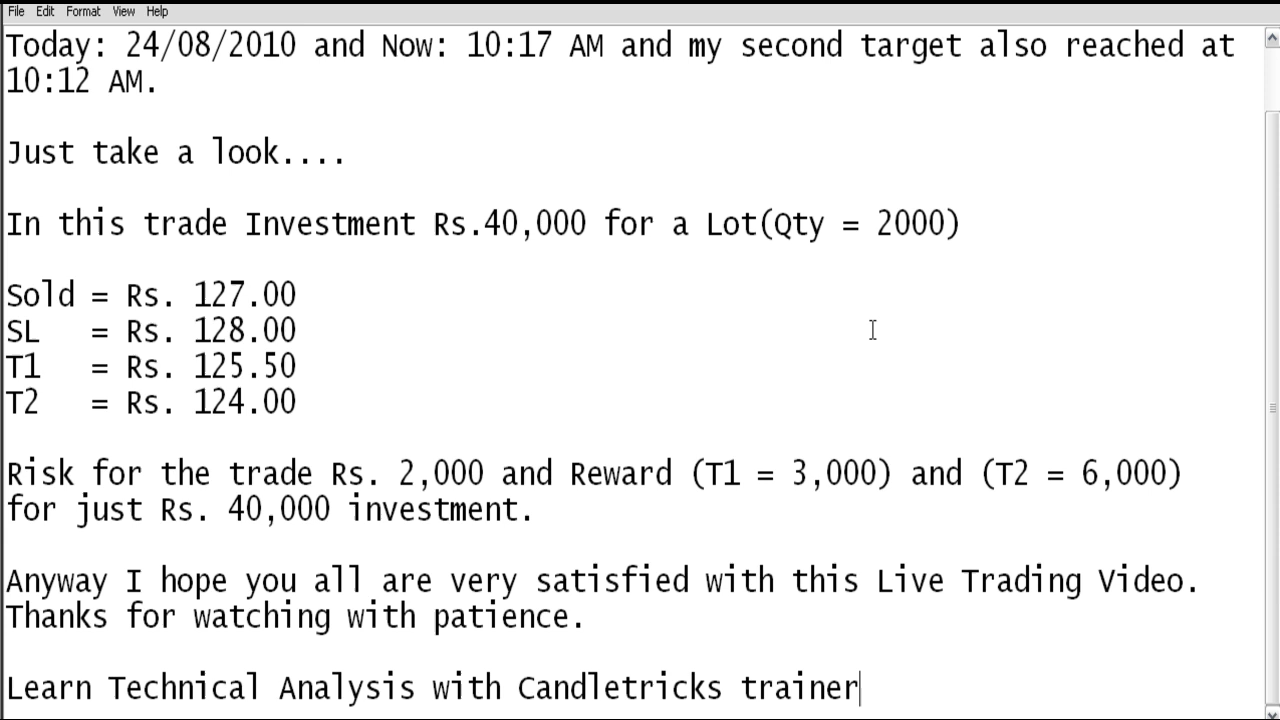 File Edit Format View Help
Today: 24/08/2010 and Now: 10:17 AM and my second target also reached at
10:12 AM.
Just take a look....
In this trade Investment Rs.40,000 for a Lot(Qty = 2000)
Sold = Rs. 127.00
SL = Rs. 128.00
T1 = Rs. 125.50
T2 = Rs. 124.00
Risk for the trade Rs. 2,000 and Reward (T1 = 3,000) and (T2 = 6,000)
for just Rs. 40,000 investment.
Anyway I hope you all are very satisfied with this Live Trading Video.
Thanks for watching with patience.
Learn Technical Analysis with Candletricks trainer